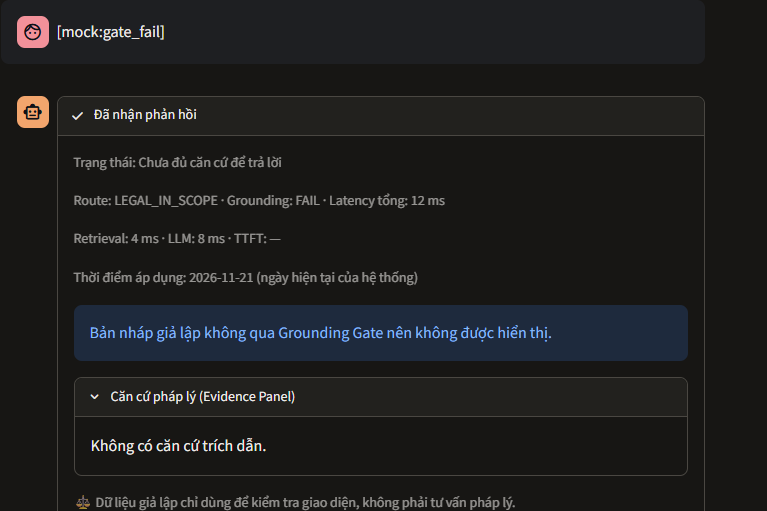 [mock:gate_fail]
Đã nhận phản hồi
Trạng thái: Chưa đủ căn cứ để trả lời
Route: LEGAL_IN_SCOPE · Grounding: FAIL · Latency tổng: 12 ms
Retrieval: 4 ms · LLM: 8 ms · TTFT: —
Thời điểm áp dụng: 2026-11-21 (ngày hiện tại của hệ thống)
Bản nháp giả lập không qua Grounding Gate nên không được hiển thị.
Căn cứ pháp lý (Evidence Panel)
Không có căn cứ trích dẫn.
Dữ liệu giả lập chỉ dùng để kiểm tra giao diện, không phải tư vấn pháp lý.